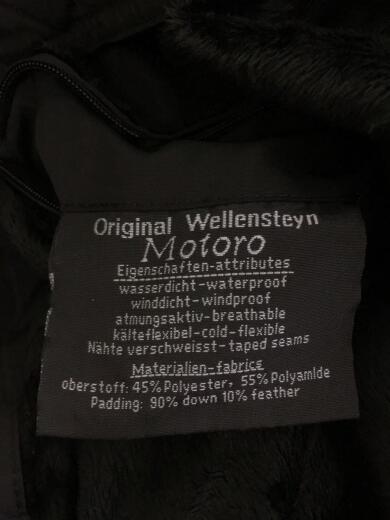 Original Wellensteyn
Motoro
Eigenschaften-attributes
wasserdicht-waterproof
winddicht-windproof
atmungsaktiv-breathable
kälteflexibel-cold-flexible
Nähte verschweisst-taped seams
Materialien-fabrics
oberstoff: 45% Polyester, 55% Polyamide
Padding: 90% down 10% feather